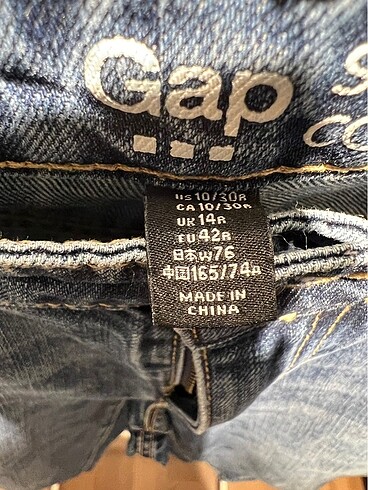 Gap
US 10/30R
CA 10/30R
UK 14R
EU 42R
日本 W76
中国 165/74A
MADE IN
CHINA